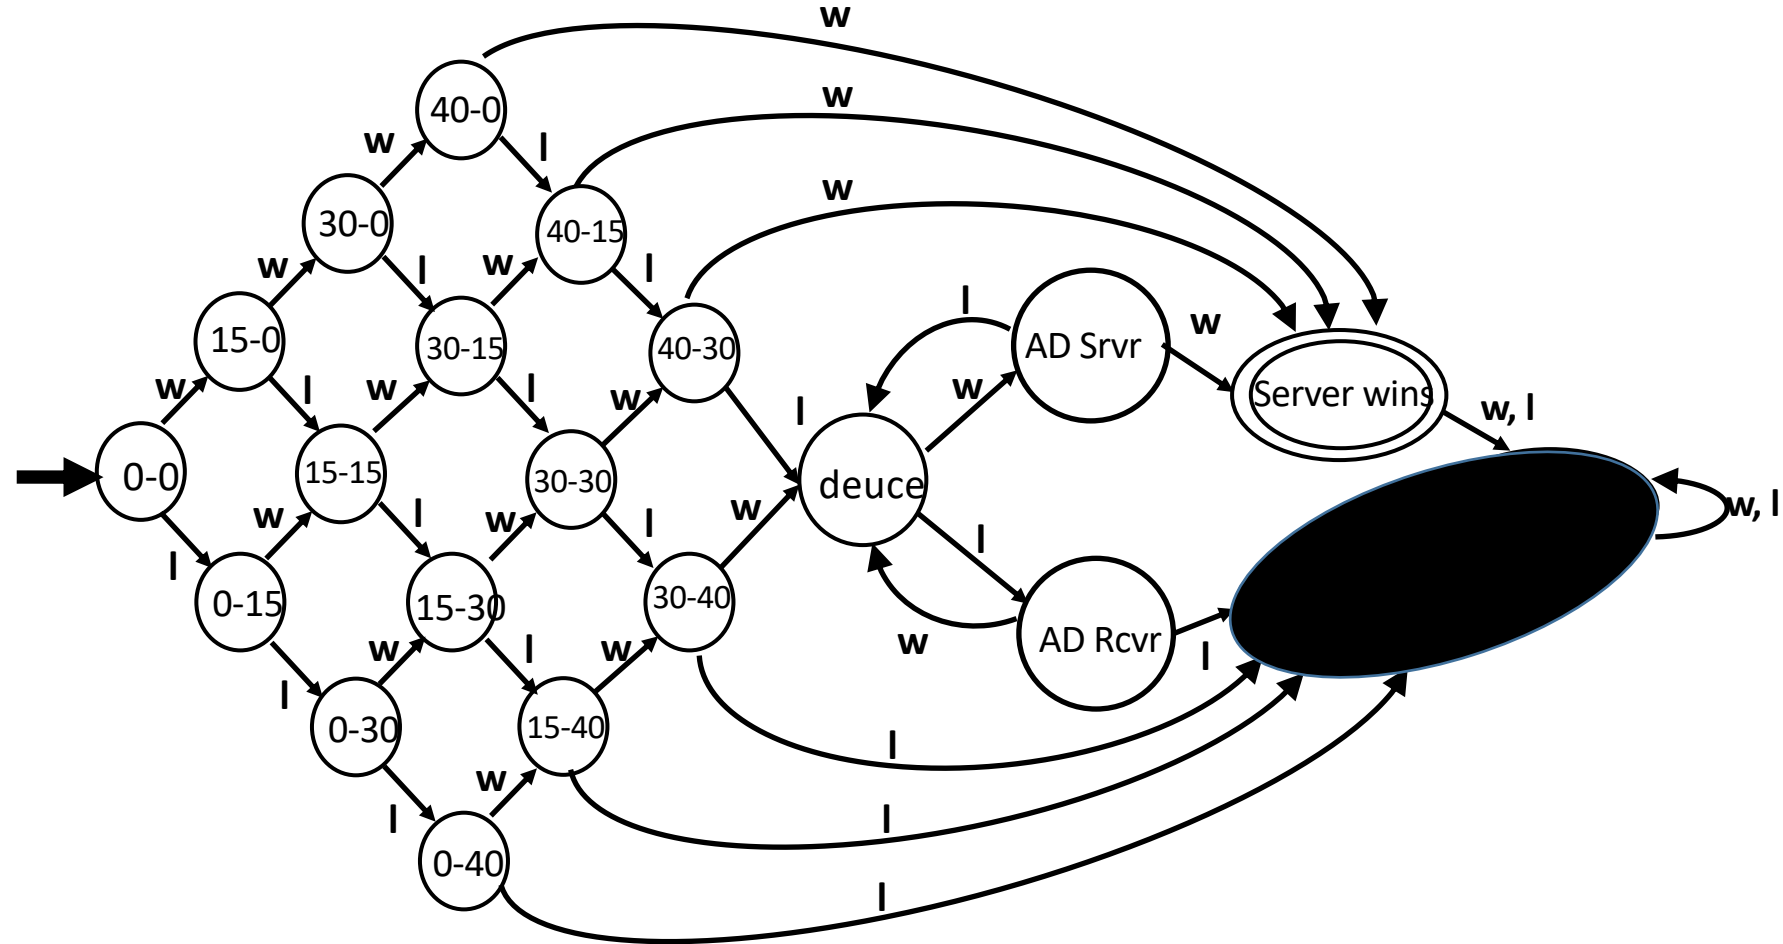 w
w
40-0
w
l
w
30-0
40-15
w
l
w
l
l
15-0
30-15
40-30
AD Srvr
w
w
l
w
l
w
w
l
Server wins
w, l
0-0
15-15
30-30
deuce
w, l
w
l
w
l
w
l
l
0-15
15-30
30-40
AD Rcvr
w
l
w
l
w
l
0-30
15-40
l
w
l
l
0-40
l